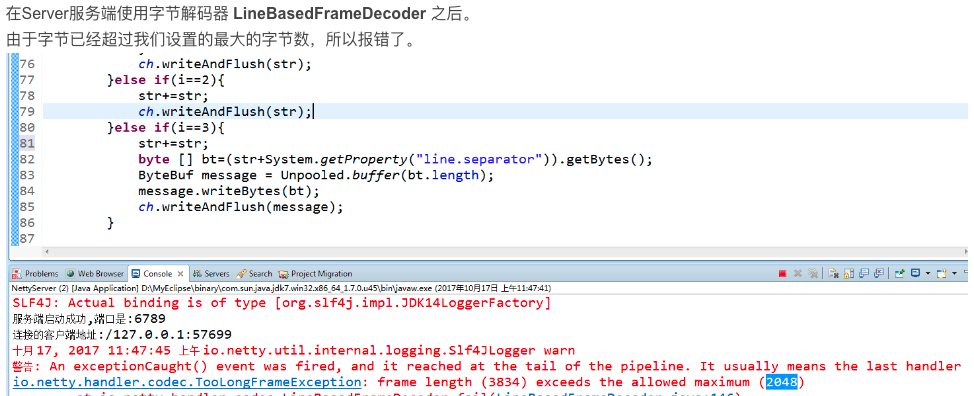 在Server服务端使用字节解码器 LineBasedFrameDecoder 之后。
由于字节已经超过我们设置的最大的字节数，所以报错了。
76 ch.writeAndFlush(str);
77 }else if(i==2){
78 str+=str;
79 ch.writeAndFlush(str);
80 }else if(i==3){
81 str+=str;
82 byte [] bt=(str+System.getProperty("line.separator")).getBytes();
83 ByteBuf message = Unpooled.buffer(bt.length);
84 message.writeBytes(bt);
85 ch.writeAndFlush(message);
86 }
87
Problems Web Browser Console Servers Search Project Migration
NettyServer (2) [Java Application] D:\MyEclipse\binary\com.sun.java.jdk7.win32.x86_64_1.7.0.u45\bin\javaw.exe (2017年10月17日 上午11:47:41)
SLF4J: Actual binding is of type [org.slf4j.impl.JDK14LoggerFactory]
服务端启动成功,端口是:6789
连接的客户端地址:/127.0.0.1:57699
十月 17, 2017 11:47:45 上午 io.netty.util.internal.logging.Slf4JLogger warn
警告: An exceptionCaught() event was fired, and it reached at the tail of the pipeline. It usually means the last handler
io.netty.handler.codec.TooLongFrameException: frame length (3834) exceeds the allowed maximum (2048)